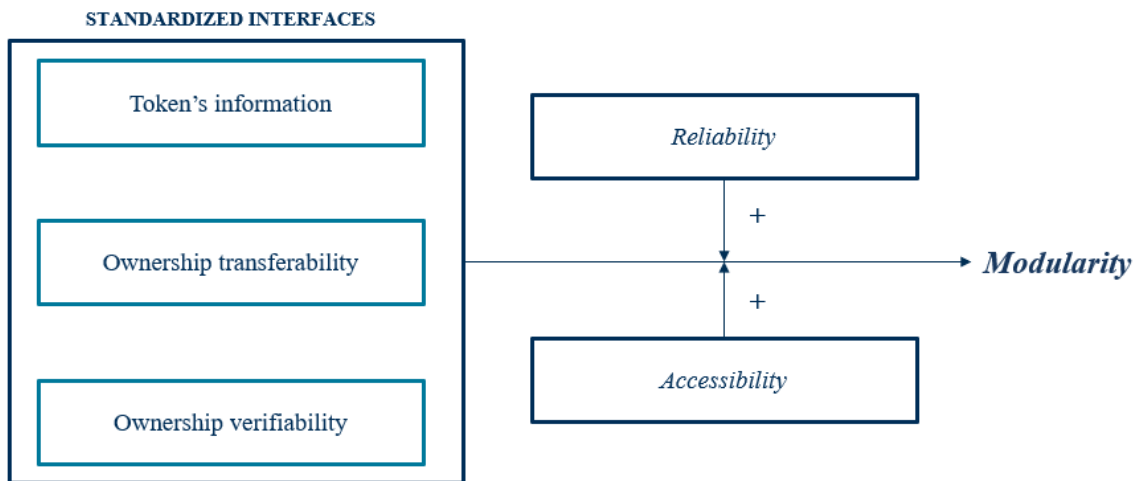 STANDARDIZED INTERFACES
Token’s information
Ownership transferability
Ownership verifiability
Reliability
+
+
Accessibility
Modularity